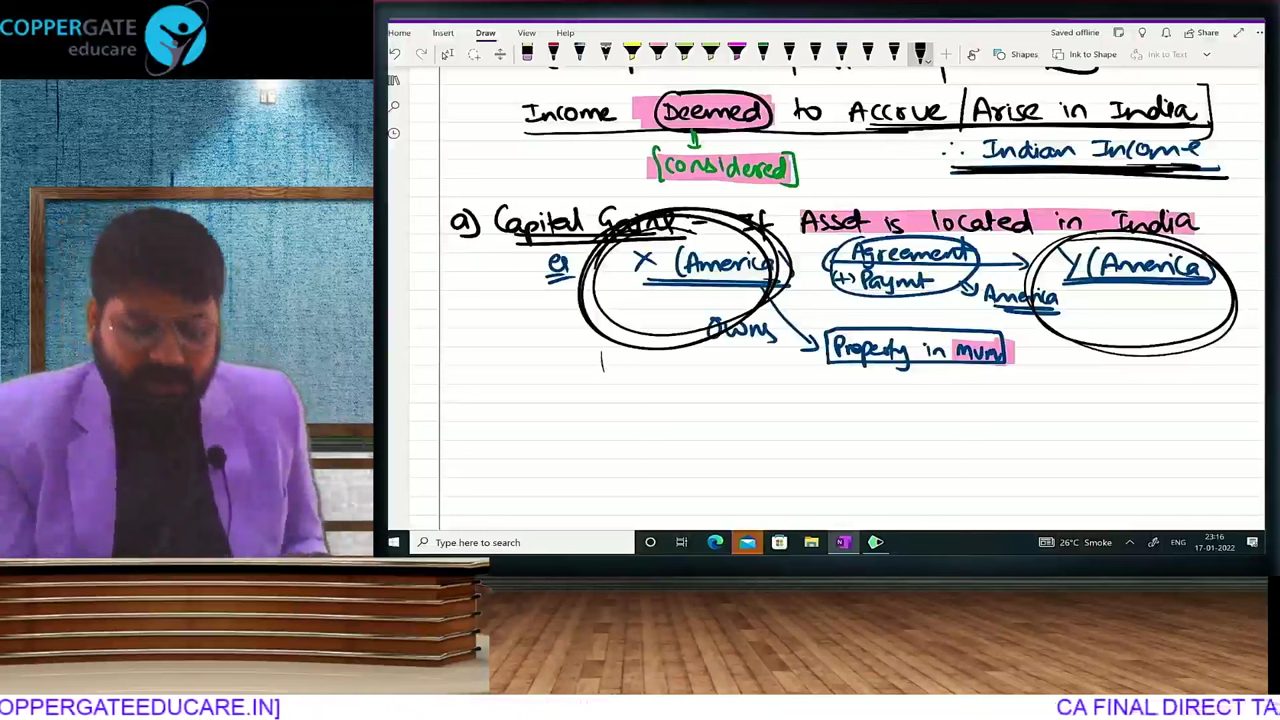 COPPERGATE
educare
Home Insert Draw View Help
Saved offline
Share
Shapes
Ink to Shape
Ink to Text
Income Deemed to Accrue / Arise in India
∴ Indian Income
[considered]
a) Capital Gains - If Asset is located in India
eg X (America) Agreement Y (America
(+) Paymt
America
Owns
Property in mum
Type here to search
26°C Smoke
ENG
23:16
17-01-2022
OPPERGATEEDUCARE.IN]
CA FINAL DIRECT TA